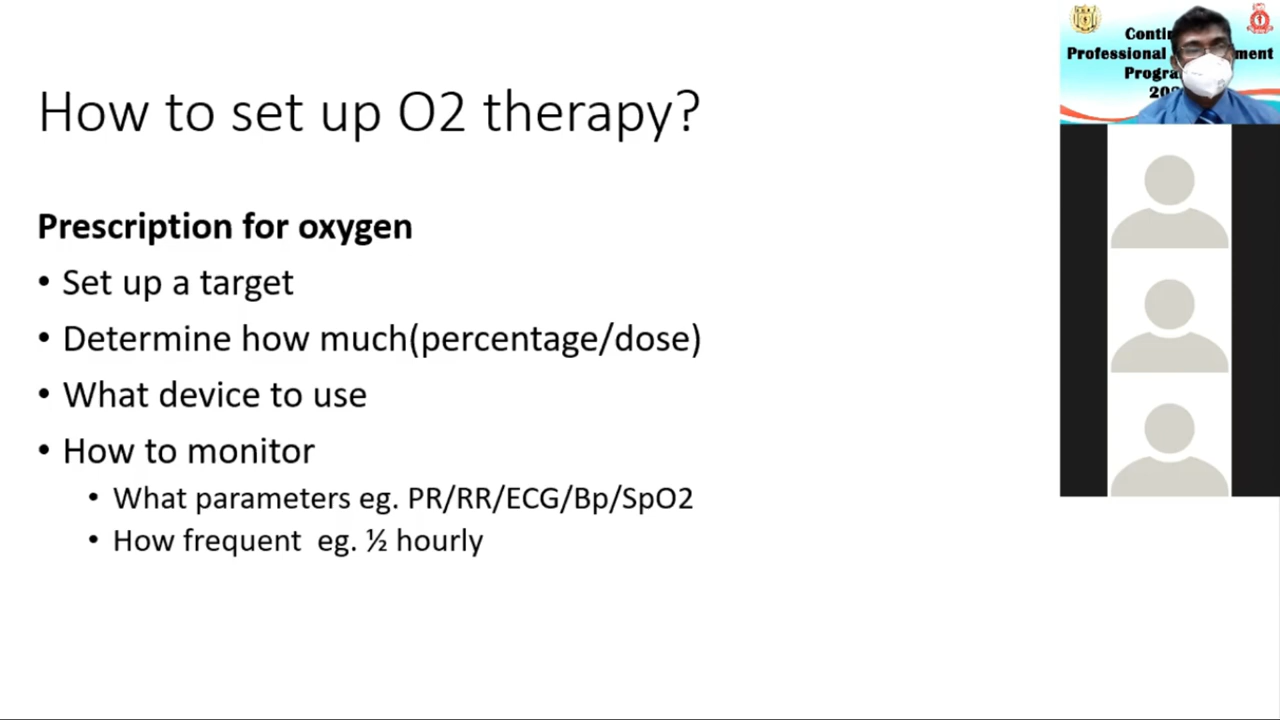 How to set up O2 therapy?
Prescription for oxygen
• Set up a target
• Determine how much(percentage/dose)
• What device to use
• How to monitor
• What parameters eg. PR/RR/ECG/Bp/SpO2
• How frequent eg. ½ hourly
Professional